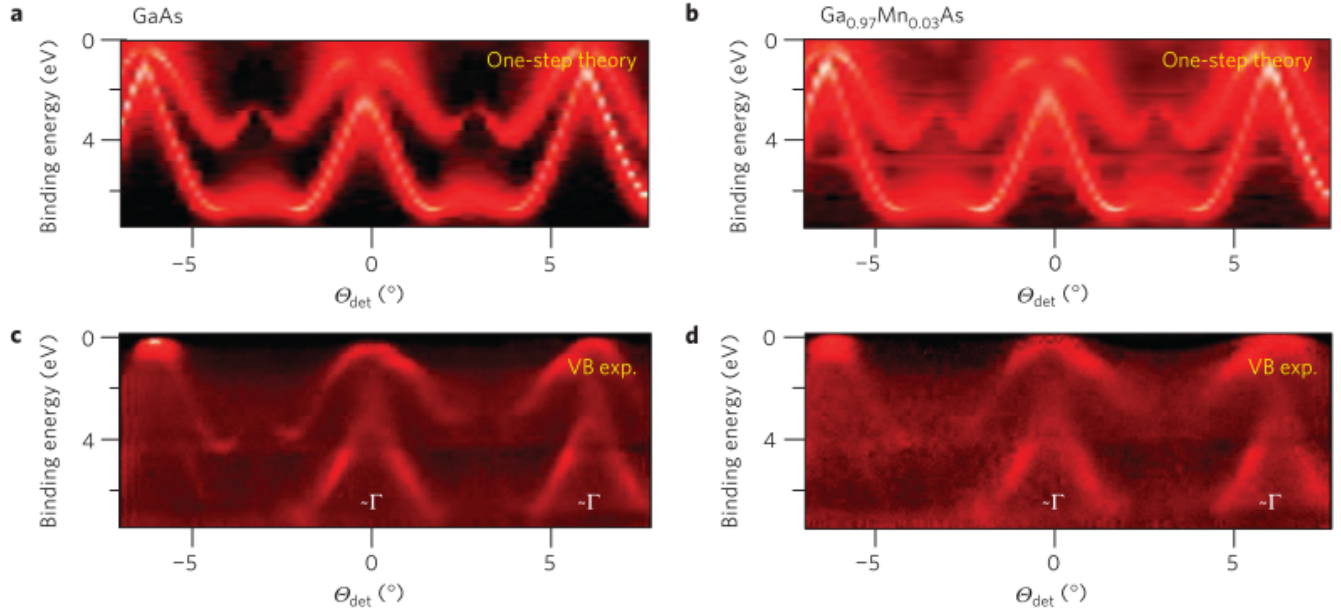 a
GaAs
Binding energy (eV)
0
4
One-step theory
−5
0
5
Θdet (°)
b
Ga0.97Mn0.03As
Binding energy (eV)
0
4
One-step theory
−5
0
5
Θdet (°)
c
Binding energy (eV)
0
4
VB exp.
~Γ
~Γ
−5
0
5
Θdet (°)
d
Binding energy (eV)
0
4
VB exp.
~Γ
~Γ
−5
0
5
Θdet (°)